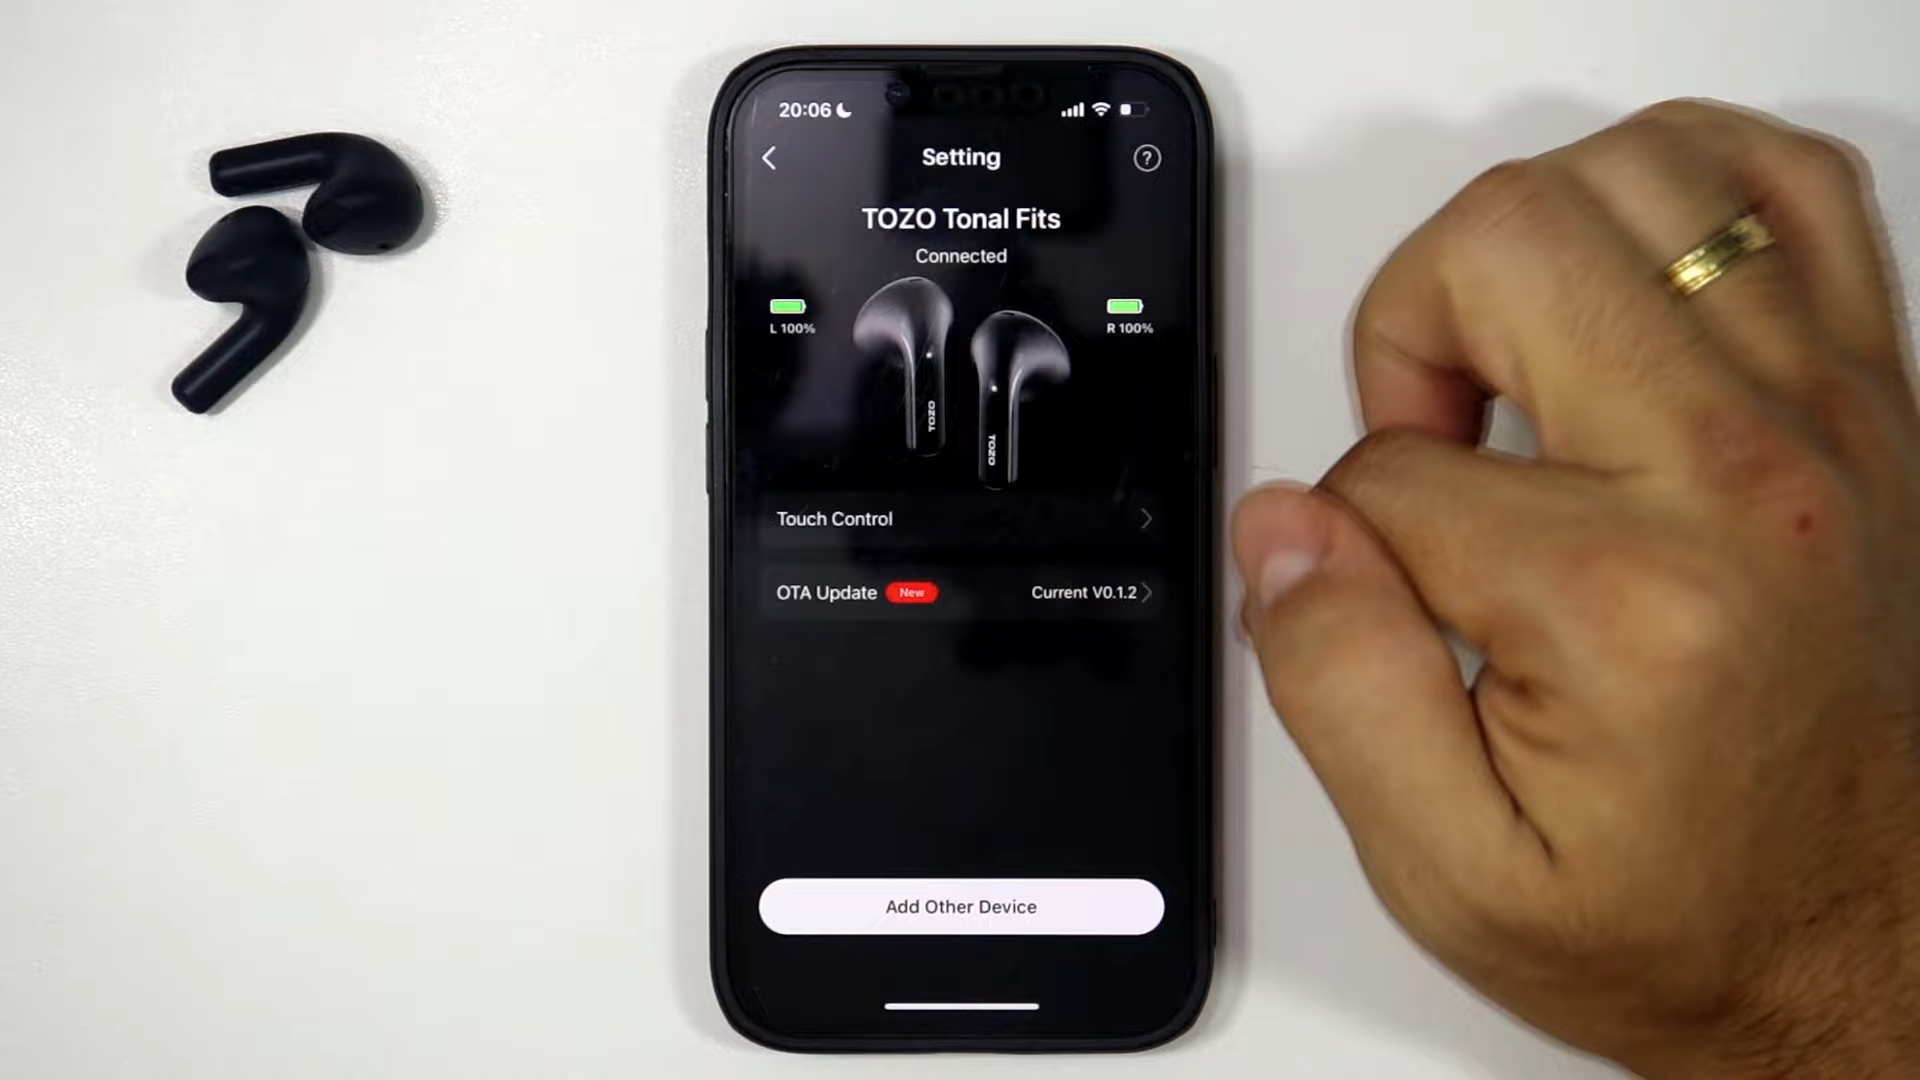 20:06
Setting
?
TOZO Tonal Fits
Connected
L 100%
R 100%
TOZO
TOZO
Touch Control
OTA Update New Current V0.1.2
Add Other Device